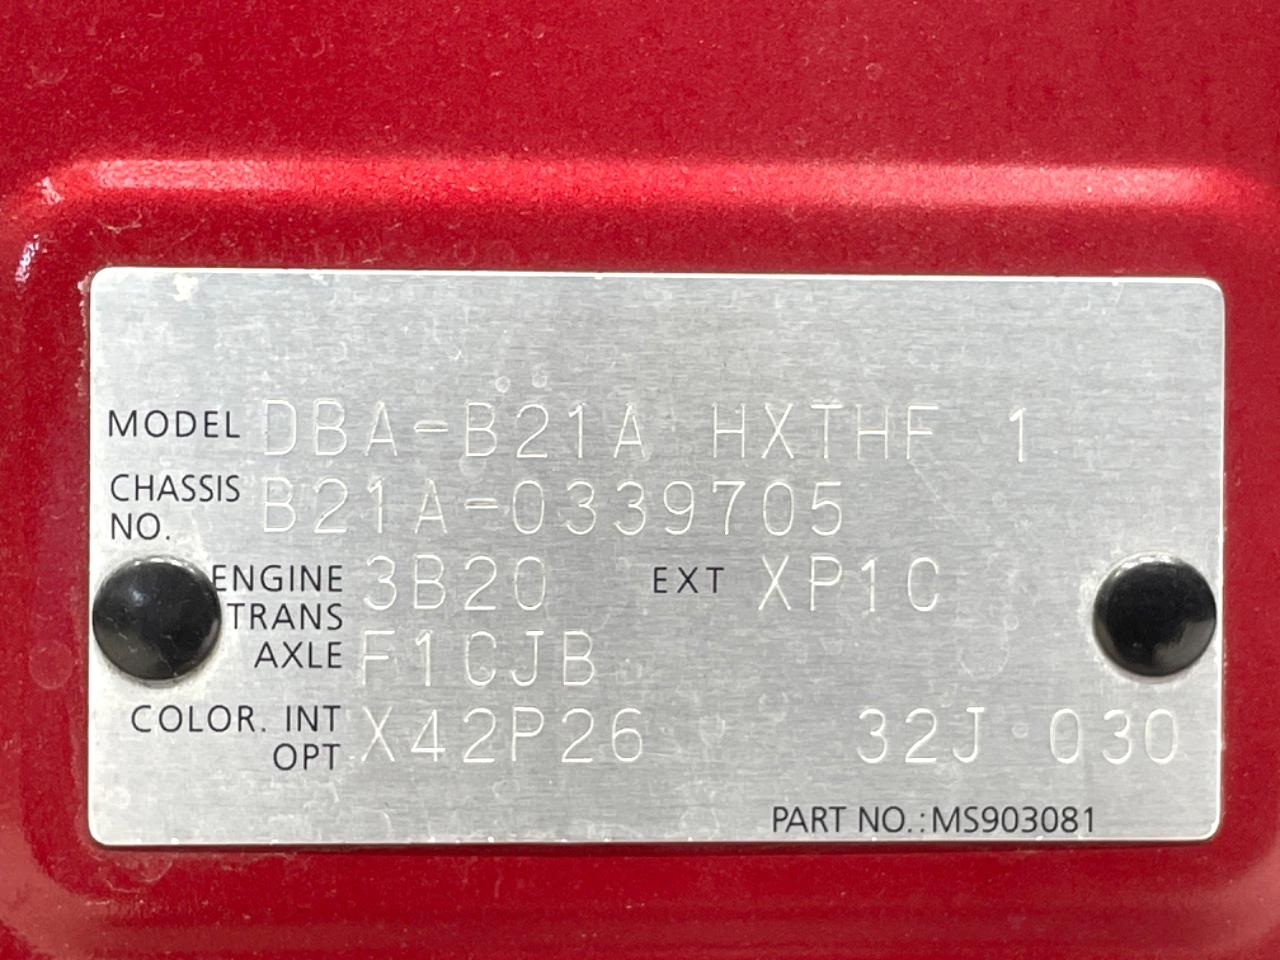 MODEL DBA-B21A HXTHF 1
CHASSIS NO. B21A-0339705
ENGINE 3B20 EXT XP1C
TRANS AXLE F1CJB
COLOR. INT OPT X42P26 32J 030
PART NO.: MS903081